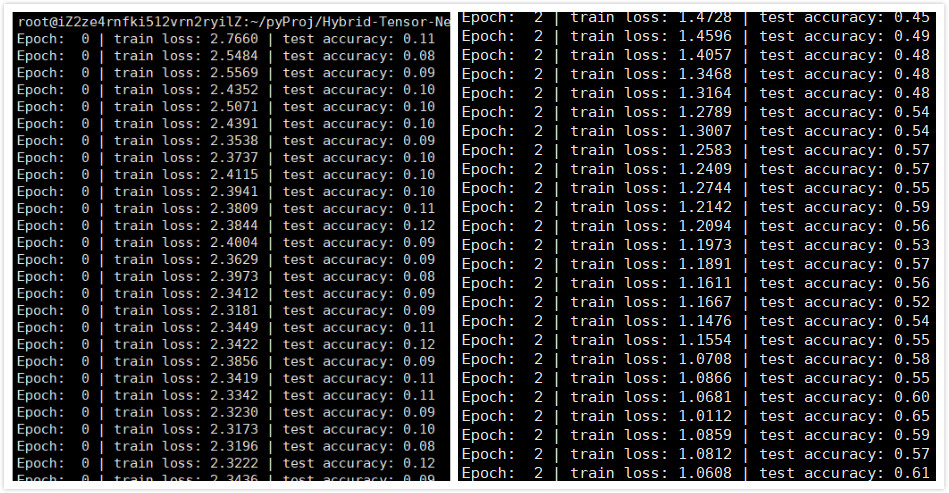 root@iZ2ze4rnfki512vrn2ryilZ:~/pyProj/Hybrid-Tensor-Ne
Epoch:  0 | train loss: 2.7660 | test accuracy: 0.11
Epoch:  0 | train loss: 2.5484 | test accuracy: 0.08
Epoch:  0 | train loss: 2.5569 | test accuracy: 0.09
Epoch:  0 | train loss: 2.4352 | test accuracy: 0.10
Epoch:  0 | train loss: 2.5071 | test accuracy: 0.10
Epoch:  0 | train loss: 2.4391 | test accuracy: 0.10
Epoch:  0 | train loss: 2.3538 | test accuracy: 0.09
Epoch:  0 | train loss: 2.3737 | test accuracy: 0.10
Epoch:  0 | train loss: 2.4115 | test accuracy: 0.10
Epoch:  0 | train loss: 2.3941 | test accuracy: 0.10
Epoch:  0 | train loss: 2.3809 | test accuracy: 0.11
Epoch:  0 | train loss: 2.3844 | test accuracy: 0.12
Epoch:  0 | train loss: 2.4004 | test accuracy: 0.09
Epoch:  0 | train loss: 2.3629 | test accuracy: 0.09
Epoch:  0 | train loss: 2.3973 | test accuracy: 0.08
Epoch:  0 | train loss: 2.3412 | test accuracy: 0.09
Epoch:  0 | train loss: 2.3181 | test accuracy: 0.09
Epoch:  0 | train loss: 2.3449 | test accuracy: 0.11
Epoch:  0 | train loss: 2.3422 | test accuracy: 0.12
Epoch:  0 | train loss: 2.3856 | test accuracy: 0.09
Epoch:  0 | train loss: 2.3419 | test accuracy: 0.11
Epoch:  0 | train loss: 2.3342 | test accuracy: 0.11
Epoch:  0 | train loss: 2.3230 | test accuracy: 0.09
Epoch:  0 | train loss: 2.3173 | test accuracy: 0.10
Epoch:  0 | train loss: 2.3196 | test accuracy: 0.08
Epoch:  0 | train loss: 2.3222 | test accuracy: 0.12
Epoch:  0 | train loss: 2.3436 | test accuracy: 0.09
Epoch:  2 | train loss: 1.4728 | test accuracy: 0.45
Epoch:  2 | train loss: 1.4596 | test accuracy: 0.49
Epoch:  2 | train loss: 1.4057 | test accuracy: 0.48
Epoch:  2 | train loss: 1.3468 | test accuracy: 0.48
Epoch:  2 | train loss: 1.3164 | test accuracy: 0.48
Epoch:  2 | train loss: 1.2789 | test accuracy: 0.54
Epoch:  2 | train loss: 1.3007 | test accuracy: 0.54
Epoch:  2 | train loss: 1.2583 | test accuracy: 0.57
Epoch:  2 | train loss: 1.2409 | test accuracy: 0.57
Epoch:  2 | train loss: 1.2744 | test accuracy: 0.55
Epoch:  2 | train loss: 1.2142 | test accuracy: 0.59
Epoch:  2 | train loss: 1.2094 | test accuracy: 0.56
Epoch:  2 | train loss: 1.1973 | test accuracy: 0.53
Epoch:  2 | train loss: 1.1891 | test accuracy: 0.57
Epoch:  2 | train loss: 1.1611 | test accuracy: 0.56
Epoch:  2 | train loss: 1.1667 | test accuracy: 0.52
Epoch:  2 | train loss: 1.1476 | test accuracy: 0.54
Epoch:  2 | train loss: 1.1554 | test accuracy: 0.55
Epoch:  2 | train loss: 1.0708 | test accuracy: 0.58
Epoch:  2 | train loss: 1.0866 | test accuracy: 0.55
Epoch:  2 | train loss: 1.0681 | test accuracy: 0.60
Epoch:  2 | train loss: 1.0112 | test accuracy: 0.65
Epoch:  2 | train loss: 1.0859 | test accuracy: 0.59
Epoch:  2 | train loss: 1.0812 | test accuracy: 0.57
Epoch:  2 | train loss: 1.0608 | test accuracy: 0.61